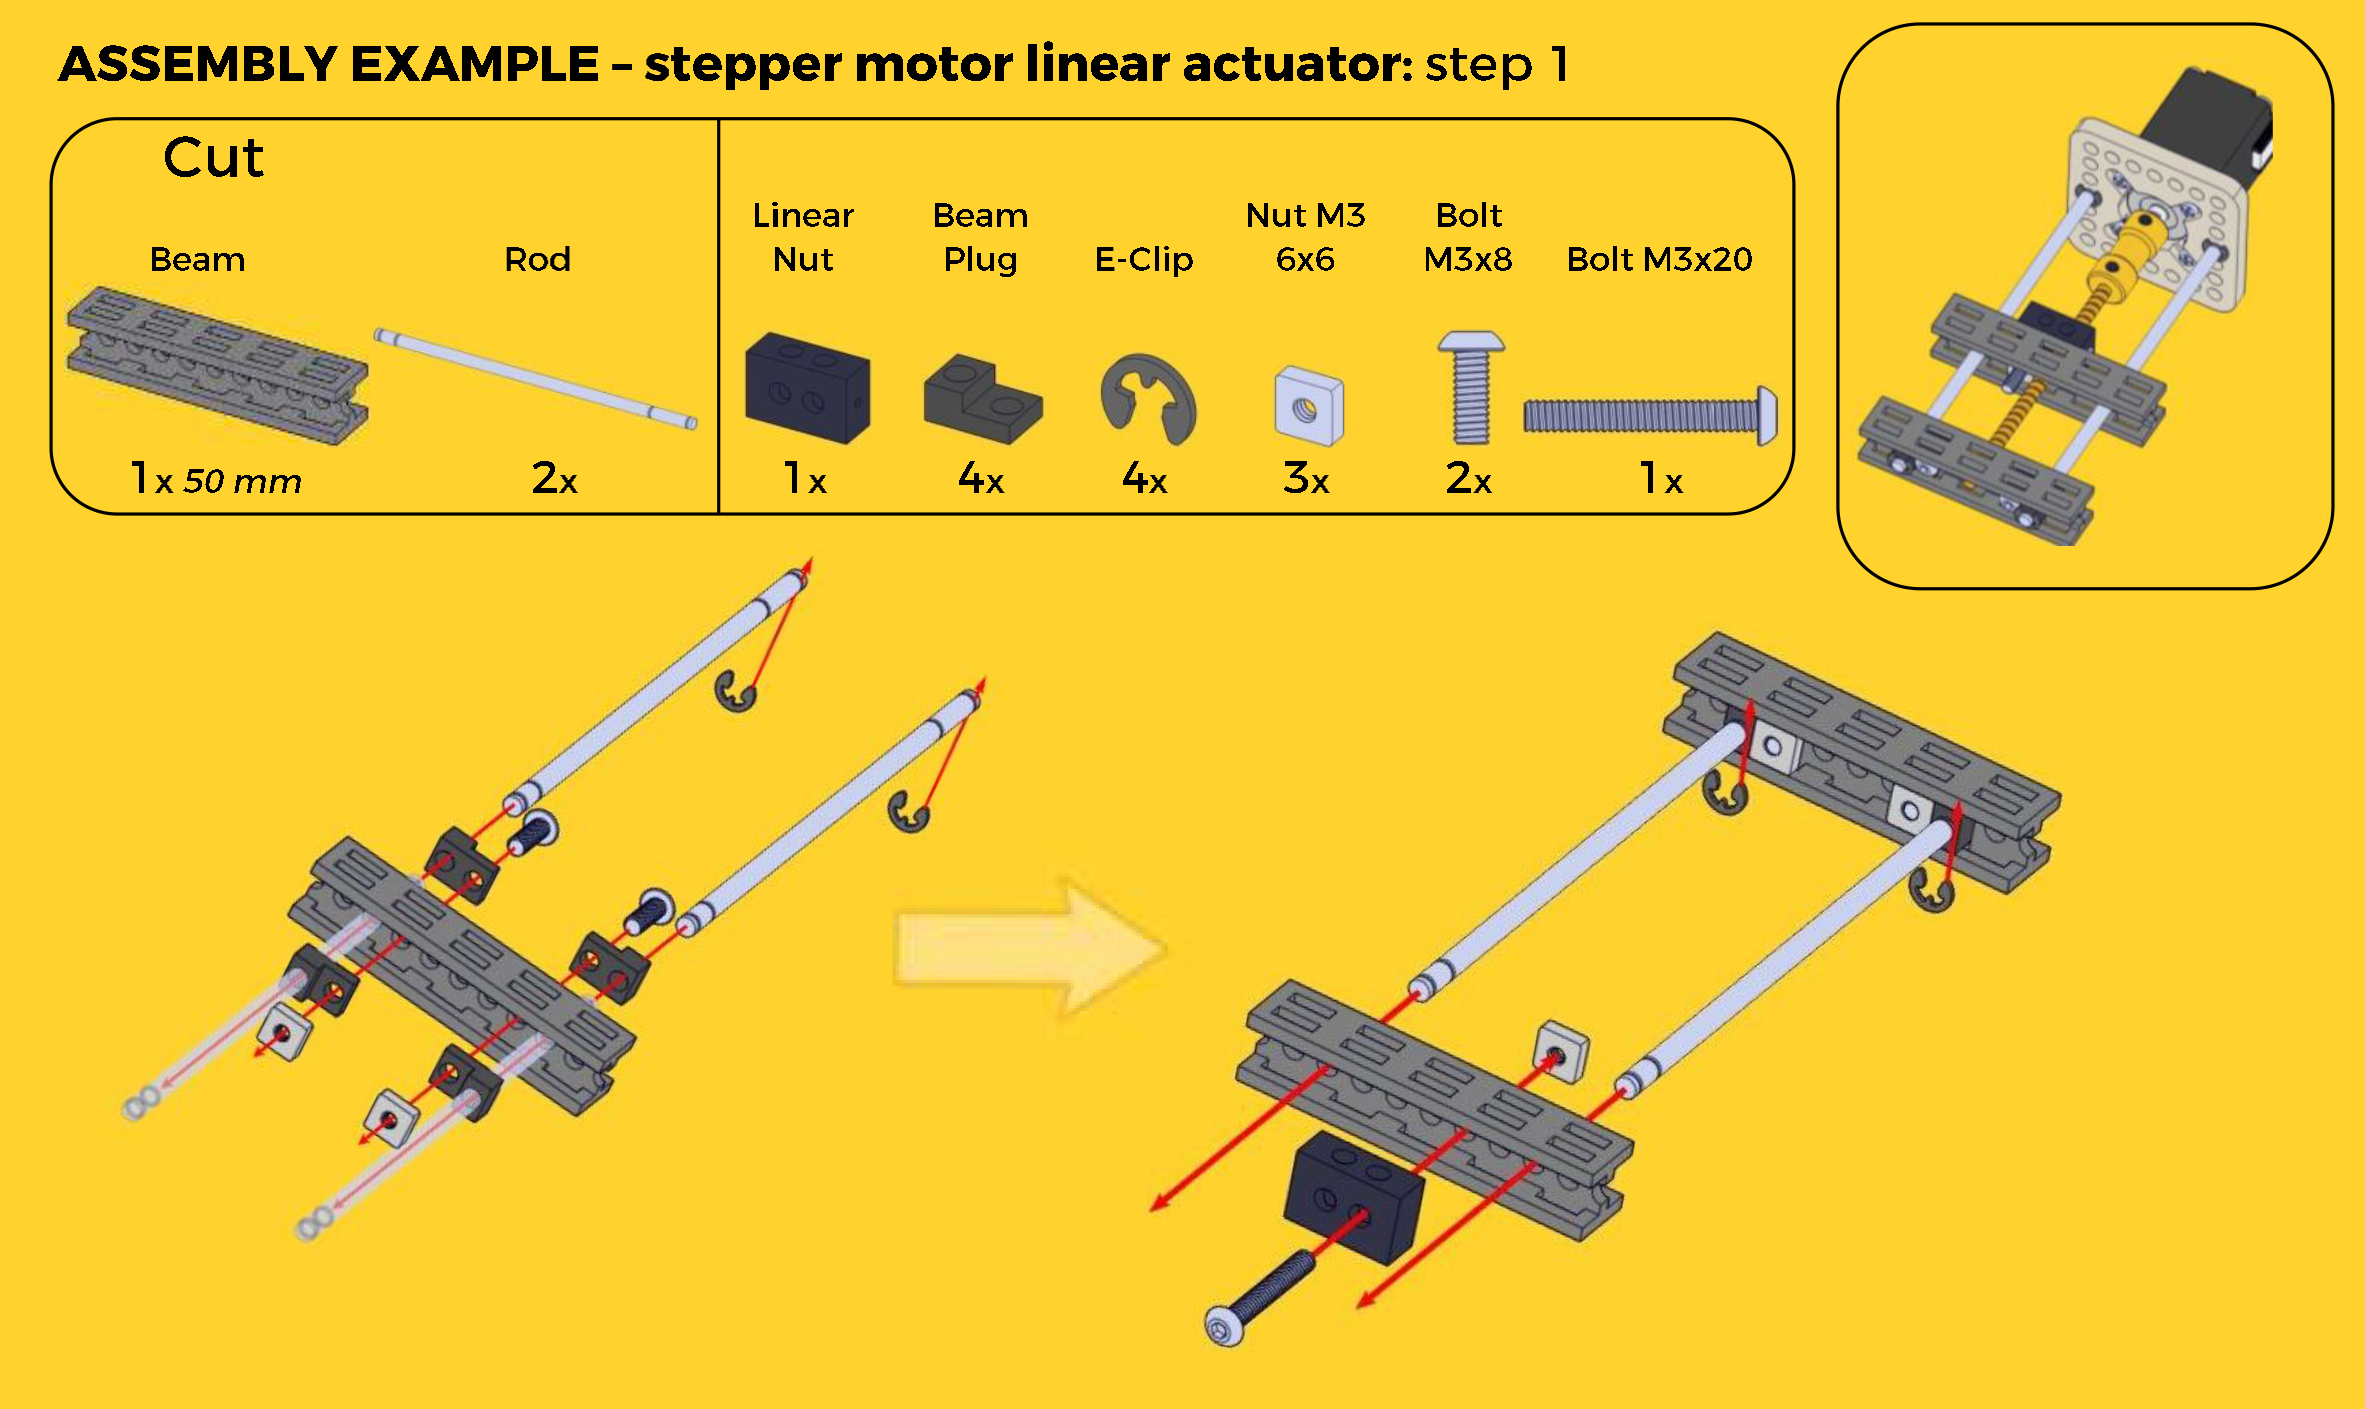 ASSEMBLY EXAMPLE – stepper motor linear actuator: step 1
Cut
Beam
Rod
1x 50 mm
2x
Linear
Nut
1x
Beam
Plug
4x
E-Clip
4x
Nut M3
6x6
3x
Bolt
M3x8
2x
Bolt M3x20
1x